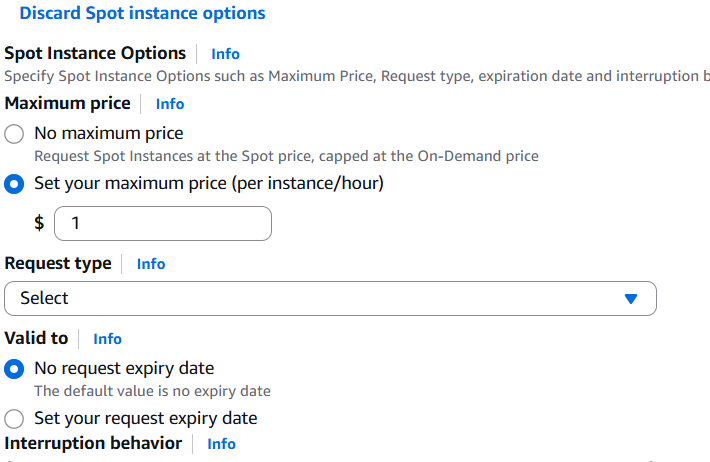 Discard Spot instance options
Spot Instance Options Info
Specify Spot Instance Options such as Maximum Price, Request type, expiration date and interruption b
Maximum price Info
No maximum price
Request Spot Instances at the Spot price, capped at the On-Demand price
Set your maximum price (per instance/hour)
$ 1
Request type Info
Select
Valid to Info
No request expiry date
The default value is no expiry date
Set your request expiry date
Interruption behavior Info